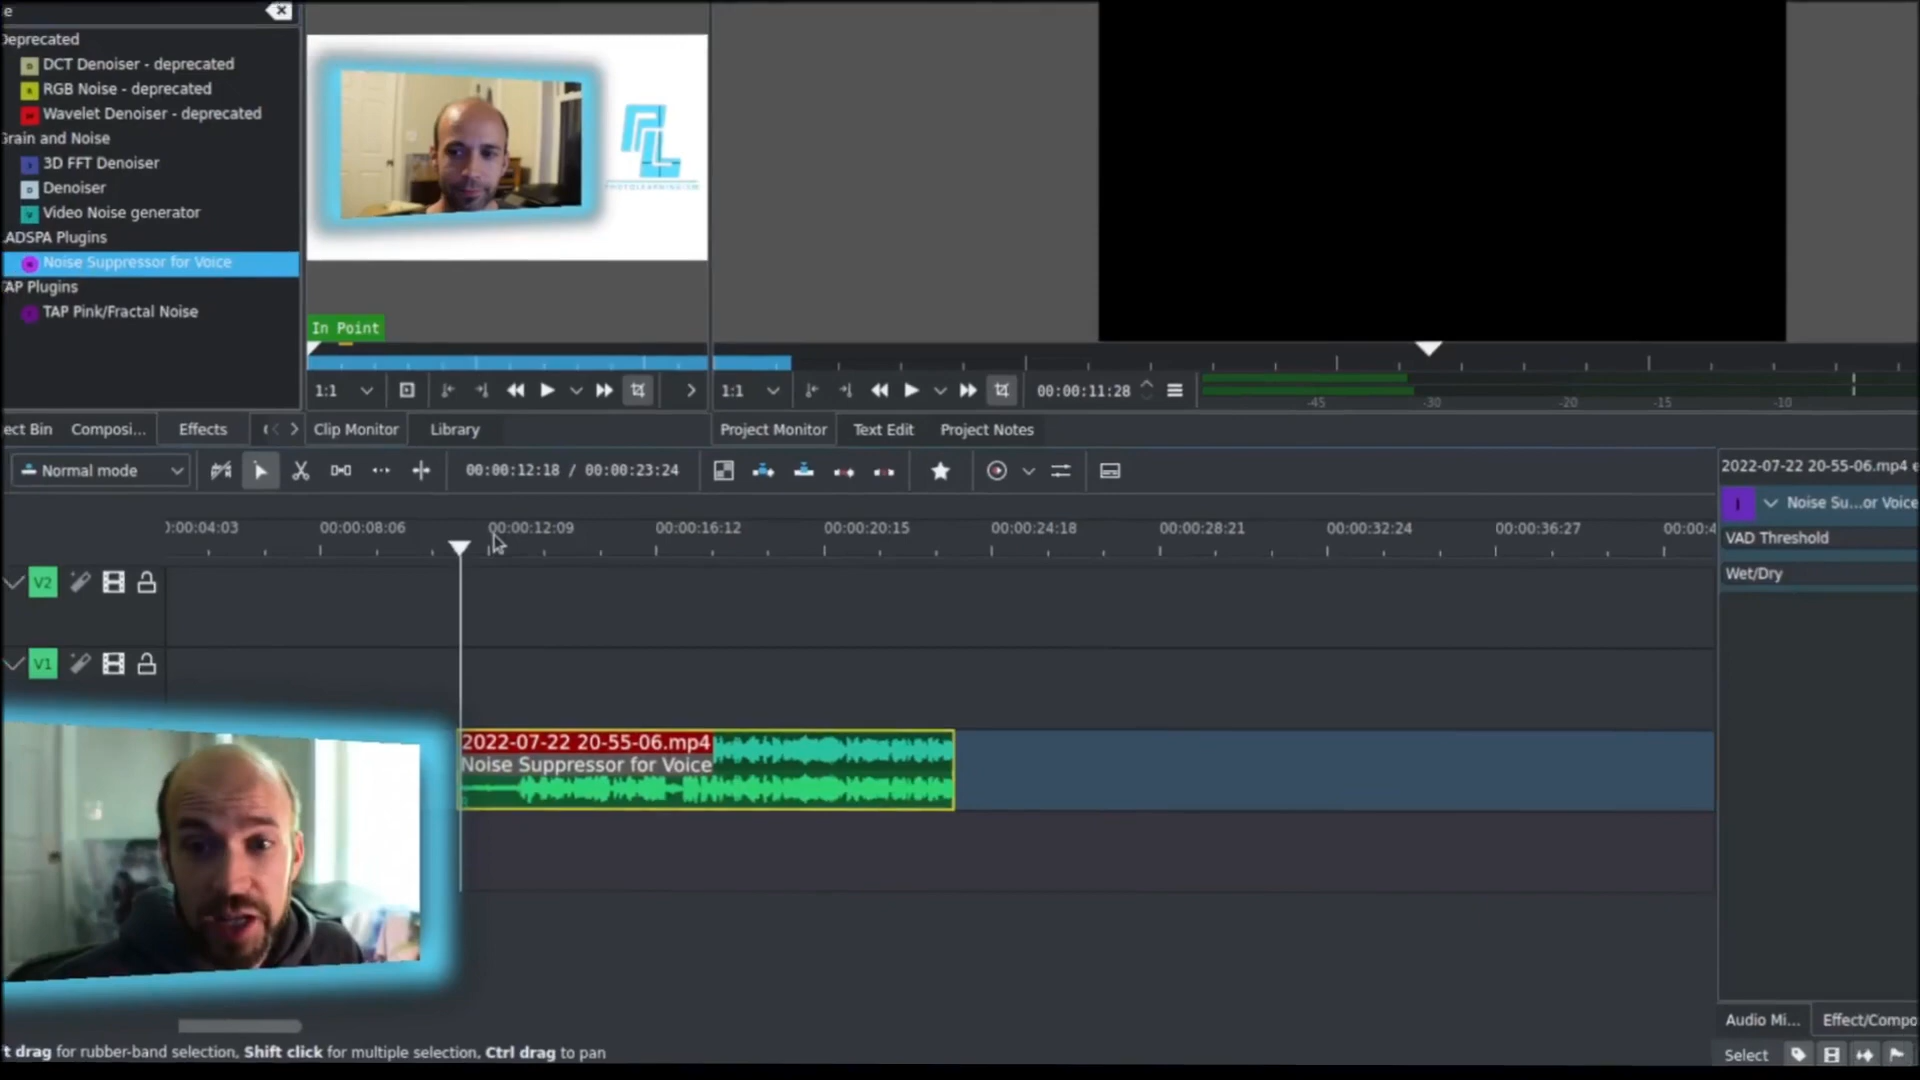 e
Deprecated
DCT Denoiser - deprecated
RGB Noise - deprecated
Wavelet Denoiser - deprecated
Grain and Noise
3D FFT Denoiser
Denoiser
Video Noise generator
LADSPA Plugins
Noise Suppressor for Voice
TAP Plugins
TAP Pink/Fractal Noise
PHOTOLEARNINGISM
In Point
1:1
1:1
00:00:11:28
-45 -30 -20 -15 -10
ect Bin Composi... Effects
Clip Monitor Library
Project Monitor Text Edit Project Notes
Normal mode
00:00:12:18 / 00:00:23:24
0:00:04:03 00:00:08:06 00:00:12:09 00:00:16:12 00:00:20:15 00:00:24:18 00:00:28:21 00:00:32:24 00:00:36:27 00:00:4
V2
V1
2022-07-22 20-55-06.mp4
Noise Suppressor for Voice
2022-07-22 20-55-06.mp4 e
Noise Su...or Voice
VAD Threshold
Wet/Dry
Audio Mi... Effect/Compo
t drag for rubber-band selection, Shift click for multiple selection, Ctrl drag to pan
Select